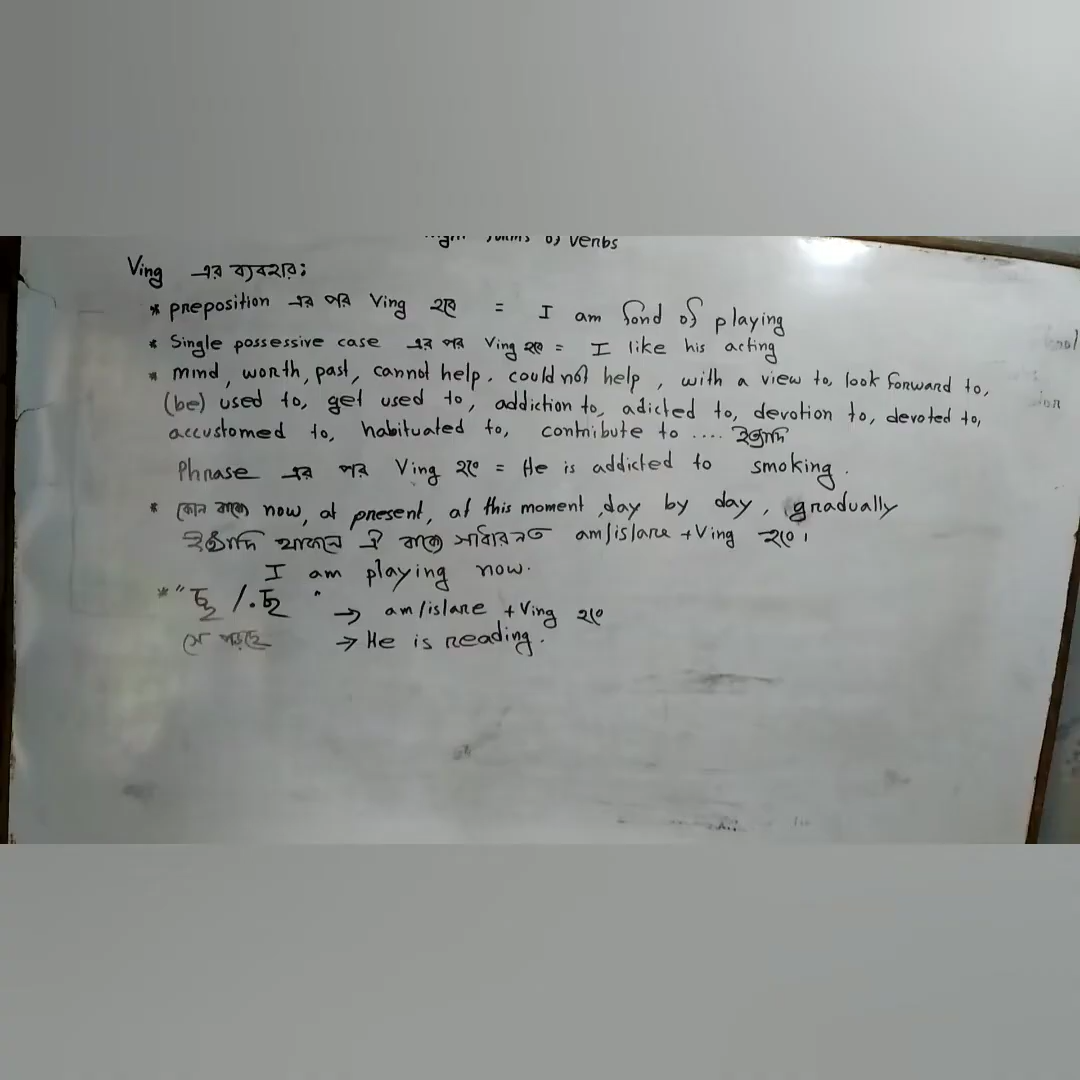 forms of verbs
Ving এর ব্যবহার:
* preposition এর পর Ving হবে = I am fond of playing
* Single possessive case এর পর Ving হবে = I like his acting
* mind, worth, past, cannot help. could not help, with a view to, look forward to,
(be) used to, get used to, addiction to, adicted to, devotion to, devoted to,
accustomed to, habituated to, contribute to .... ইত্যাদি
Phrase এর পর Ving হবে = He is addicted to smoking.
* কোন বাক্যে now, at present, at this moment, day by day, gradually
ইত্যাদি থাকলে ঐ বাক্যে সাধারনত am/is/are + Ving হবে।
I am playing now.
* "চ্ছ / ছ" → am/is/are + Ving হবে
সে পড়ছে → He is reading.